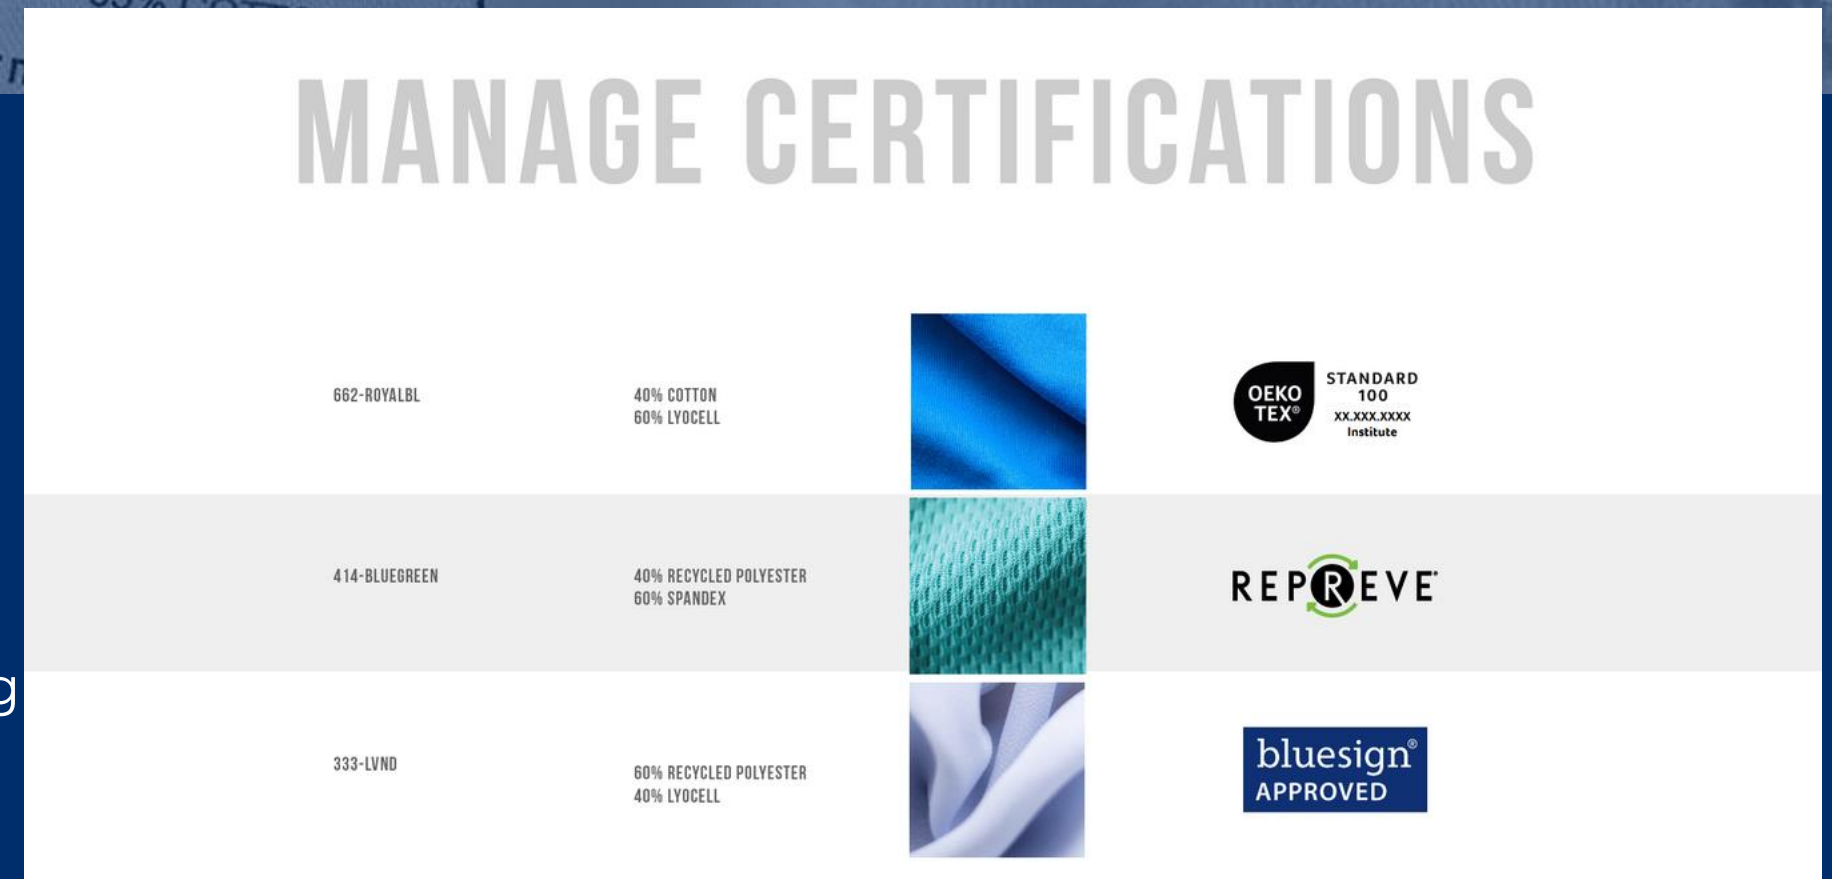 MANAGE CERTIFICATIONS
662-ROYALBL
40% COTTON
60% LYOCELL
OEKO
TEX®
STANDARD
100
XX.XXX.XXXX
Institute
414-BLUEGREEN
40% RECYCLED POLYESTER
60% SPANDEX
REPREVE
g
333-LVND
60% RECYCLED POLYESTER
40% LYOCELL
bluesign®
APPROVED